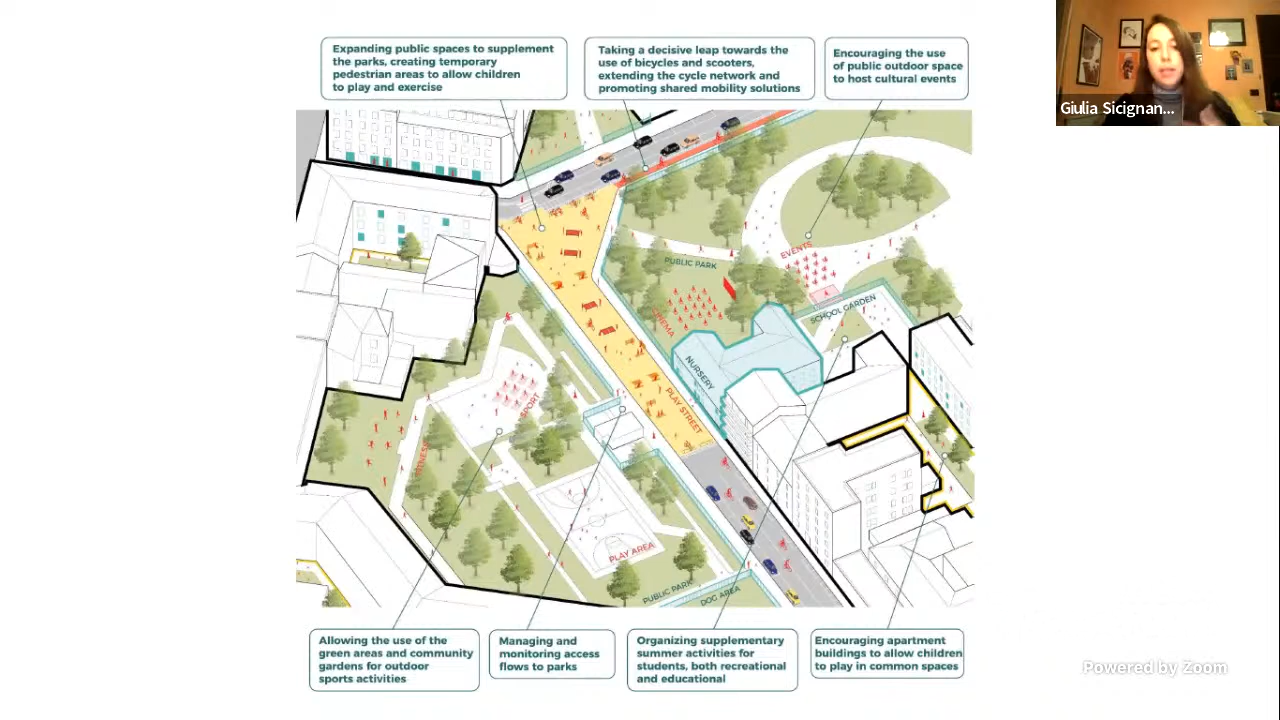 Expanding public spaces to supplement
the parks, creating temporary
pedestrian areas to allow children
to play and exercise
Taking a decisive leap towards the
use of bicycles and scooters,
extending the cycle network and
promoting shared mobility solutions
Encouraging the use
of public outdoor space
to host cultural events
Giulia Sicignan...
EVENTS
PUBLIC PARK
SCHOOL GARDEN
CINEMA
NURSERY
PLAY STREET
SPORT
FITNESS
PLAY AREA
PUBLIC PARK
DOG AREA
Allowing the use of the
green areas and community
gardens for outdoor
sports activities
Managing and
monitoring access
flows to parks
Organizing supplementary
summer activities for
students, both recreational
and educational
Encouraging apartment
buildings to allow children
to play in common spaces
Powered by Zoom